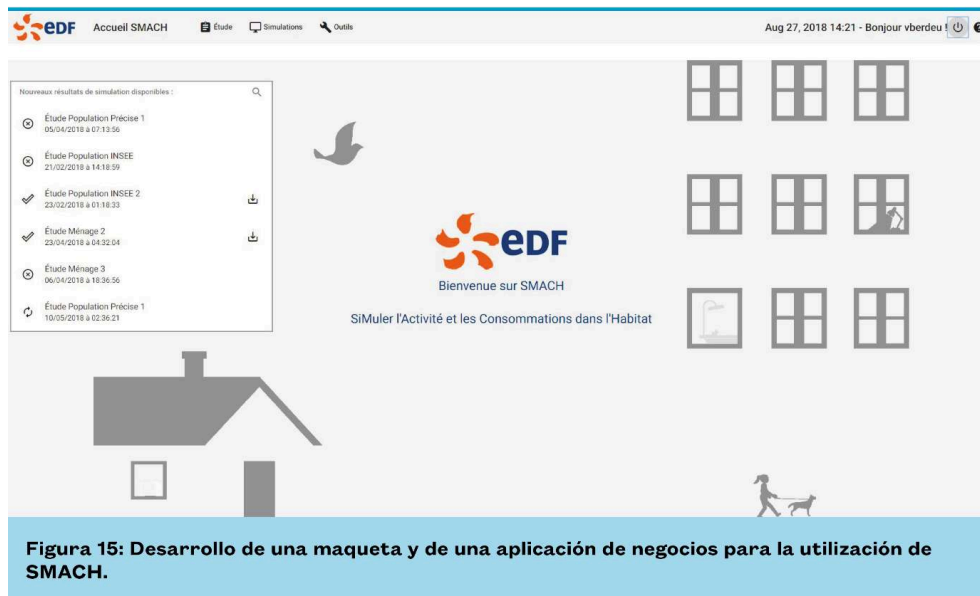 eDF Accueil SMACH Étude Simulations Outils Aug 27, 2018 14:21 - Bonjour vberdeu !
Nouveaux résultats de simulation disponibles :
Étude Population Précise 1
05/04/2018 à 07:13:56
Étude Population INSEE
21/02/2018 à 14:18:59
Étude Population INSEE 2
23/02/2018 à 01:18:33
Étude Ménage 2
23/04/2018 à 04:32:04
Étude Ménage 3
06/04/2018 à 18:36:56
Étude Population Précise 1
10/05/2018 à 02:36:21
eDF
Bienvenue sur SMACH
SiMuler l'Activité et les Consommations dans l'Habitat
Figura 15: Desarrollo de una maqueta y de una aplicación de negocios para la utilización de
SMACH.